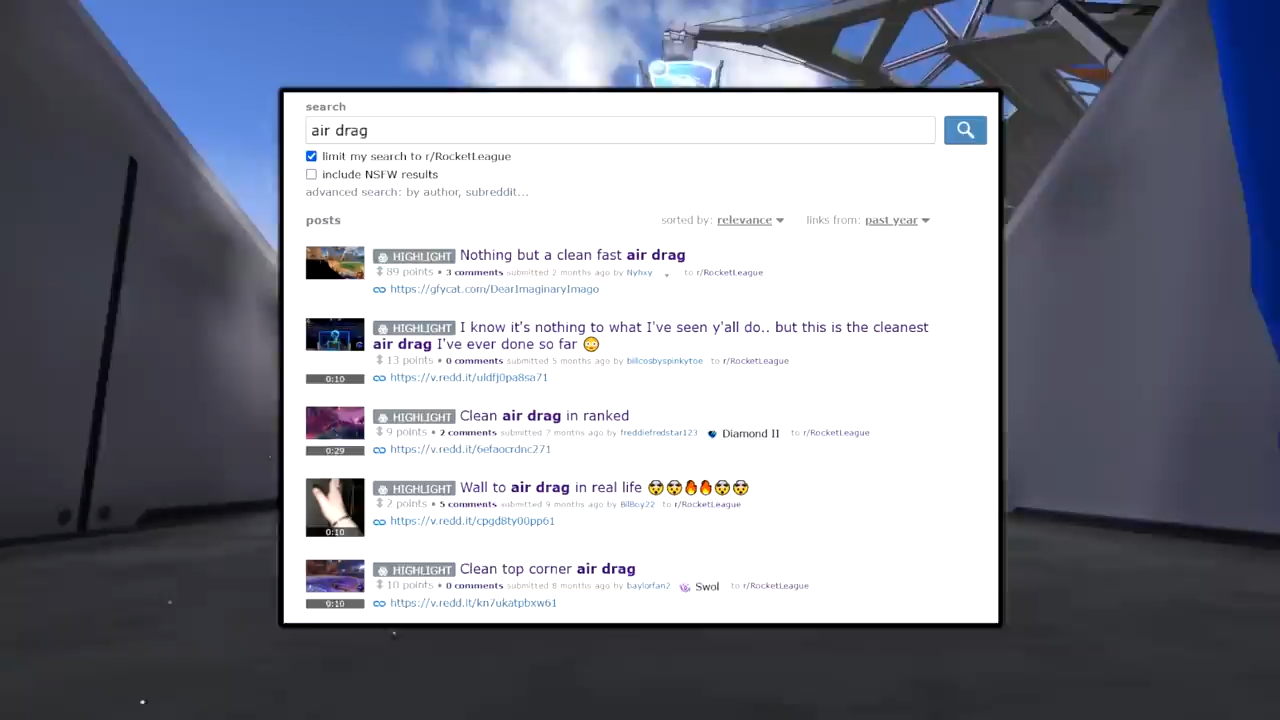 search
air drag
limit my search to r/RocketLeague
include NSFW results
advanced search: by author, subreddit...
posts
sorted by: relevance
links from: past year
HIGHLIGHT Nothing but a clean fast air drag
89 points • 3 comments submitted 2 months ago by Nyhxy to r/RocketLeague
https://gfycat.com/DearImaginaryImago
HIGHLIGHT I know it's nothing to what I've seen y'all do.. but this is the cleanest
air drag I've ever done so far 😳
13 points • 0 comments submitted 5 months ago by billcosbyspinkytoe to r/RocketLeague
0:10
https://v.redd.it/uldfj0pa8sa71
HIGHLIGHT Clean air drag in ranked
9 points • 2 comments submitted 7 months ago by freddiefredstar123 Diamond II to r/RocketLeague
0:29
https://v.redd.it/6efaocrdnc271
HIGHLIGHT Wall to air drag in real life 🤯🤯🔥🔥🤯🤯
2 points • 5 comments submitted 9 months ago by BilBoy22 to r/RocketLeague
0:10
https://v.redd.it/cpgd8ty00pp61
HIGHLIGHT Clean top corner air drag
10 points • 0 comments submitted 8 months ago by baylorfan2 Swol to r/RocketLeague
0:10
https://v.redd.it/kn7ukatpbxw61